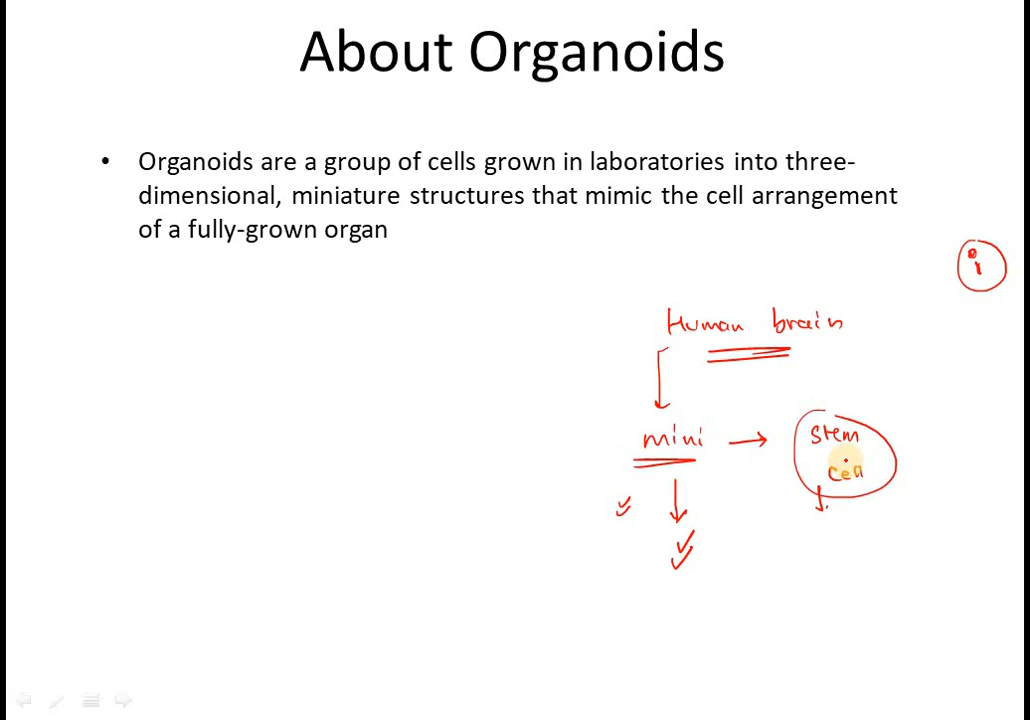 About Organoids
• Organoids are a group of cells grown in laboratories into three-
dimensional, miniature structures that mimic the cell arrangement
of a fully-grown organ
i
Human brain
mini → stem
cell